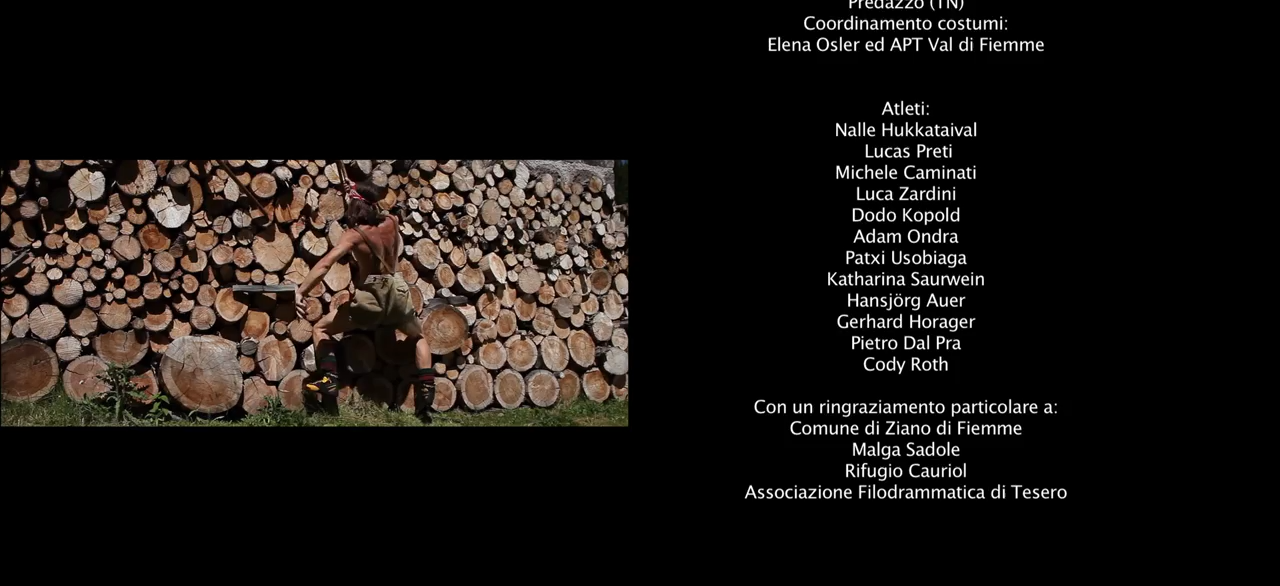 Predazzo (TN)
Coordinamento costumi:
Elena Osler ed APT Val di Fiemme
Atleti:
Nalle Hukkataival
Lucas Preti
Michele Caminati
Luca Zardini
Dodo Kopold
Adam Ondra
Patxi Usobiaga
Katharina Saurwein
Hansjörg Auer
Gerhard Horager
Pietro Dal Pra
Cody Roth
Con un ringraziamento particolare a:
Comune di Ziano di Fiemme
Malga Sadole
Rifugio Cauriol
Associazione Filodrammatica di Tesero